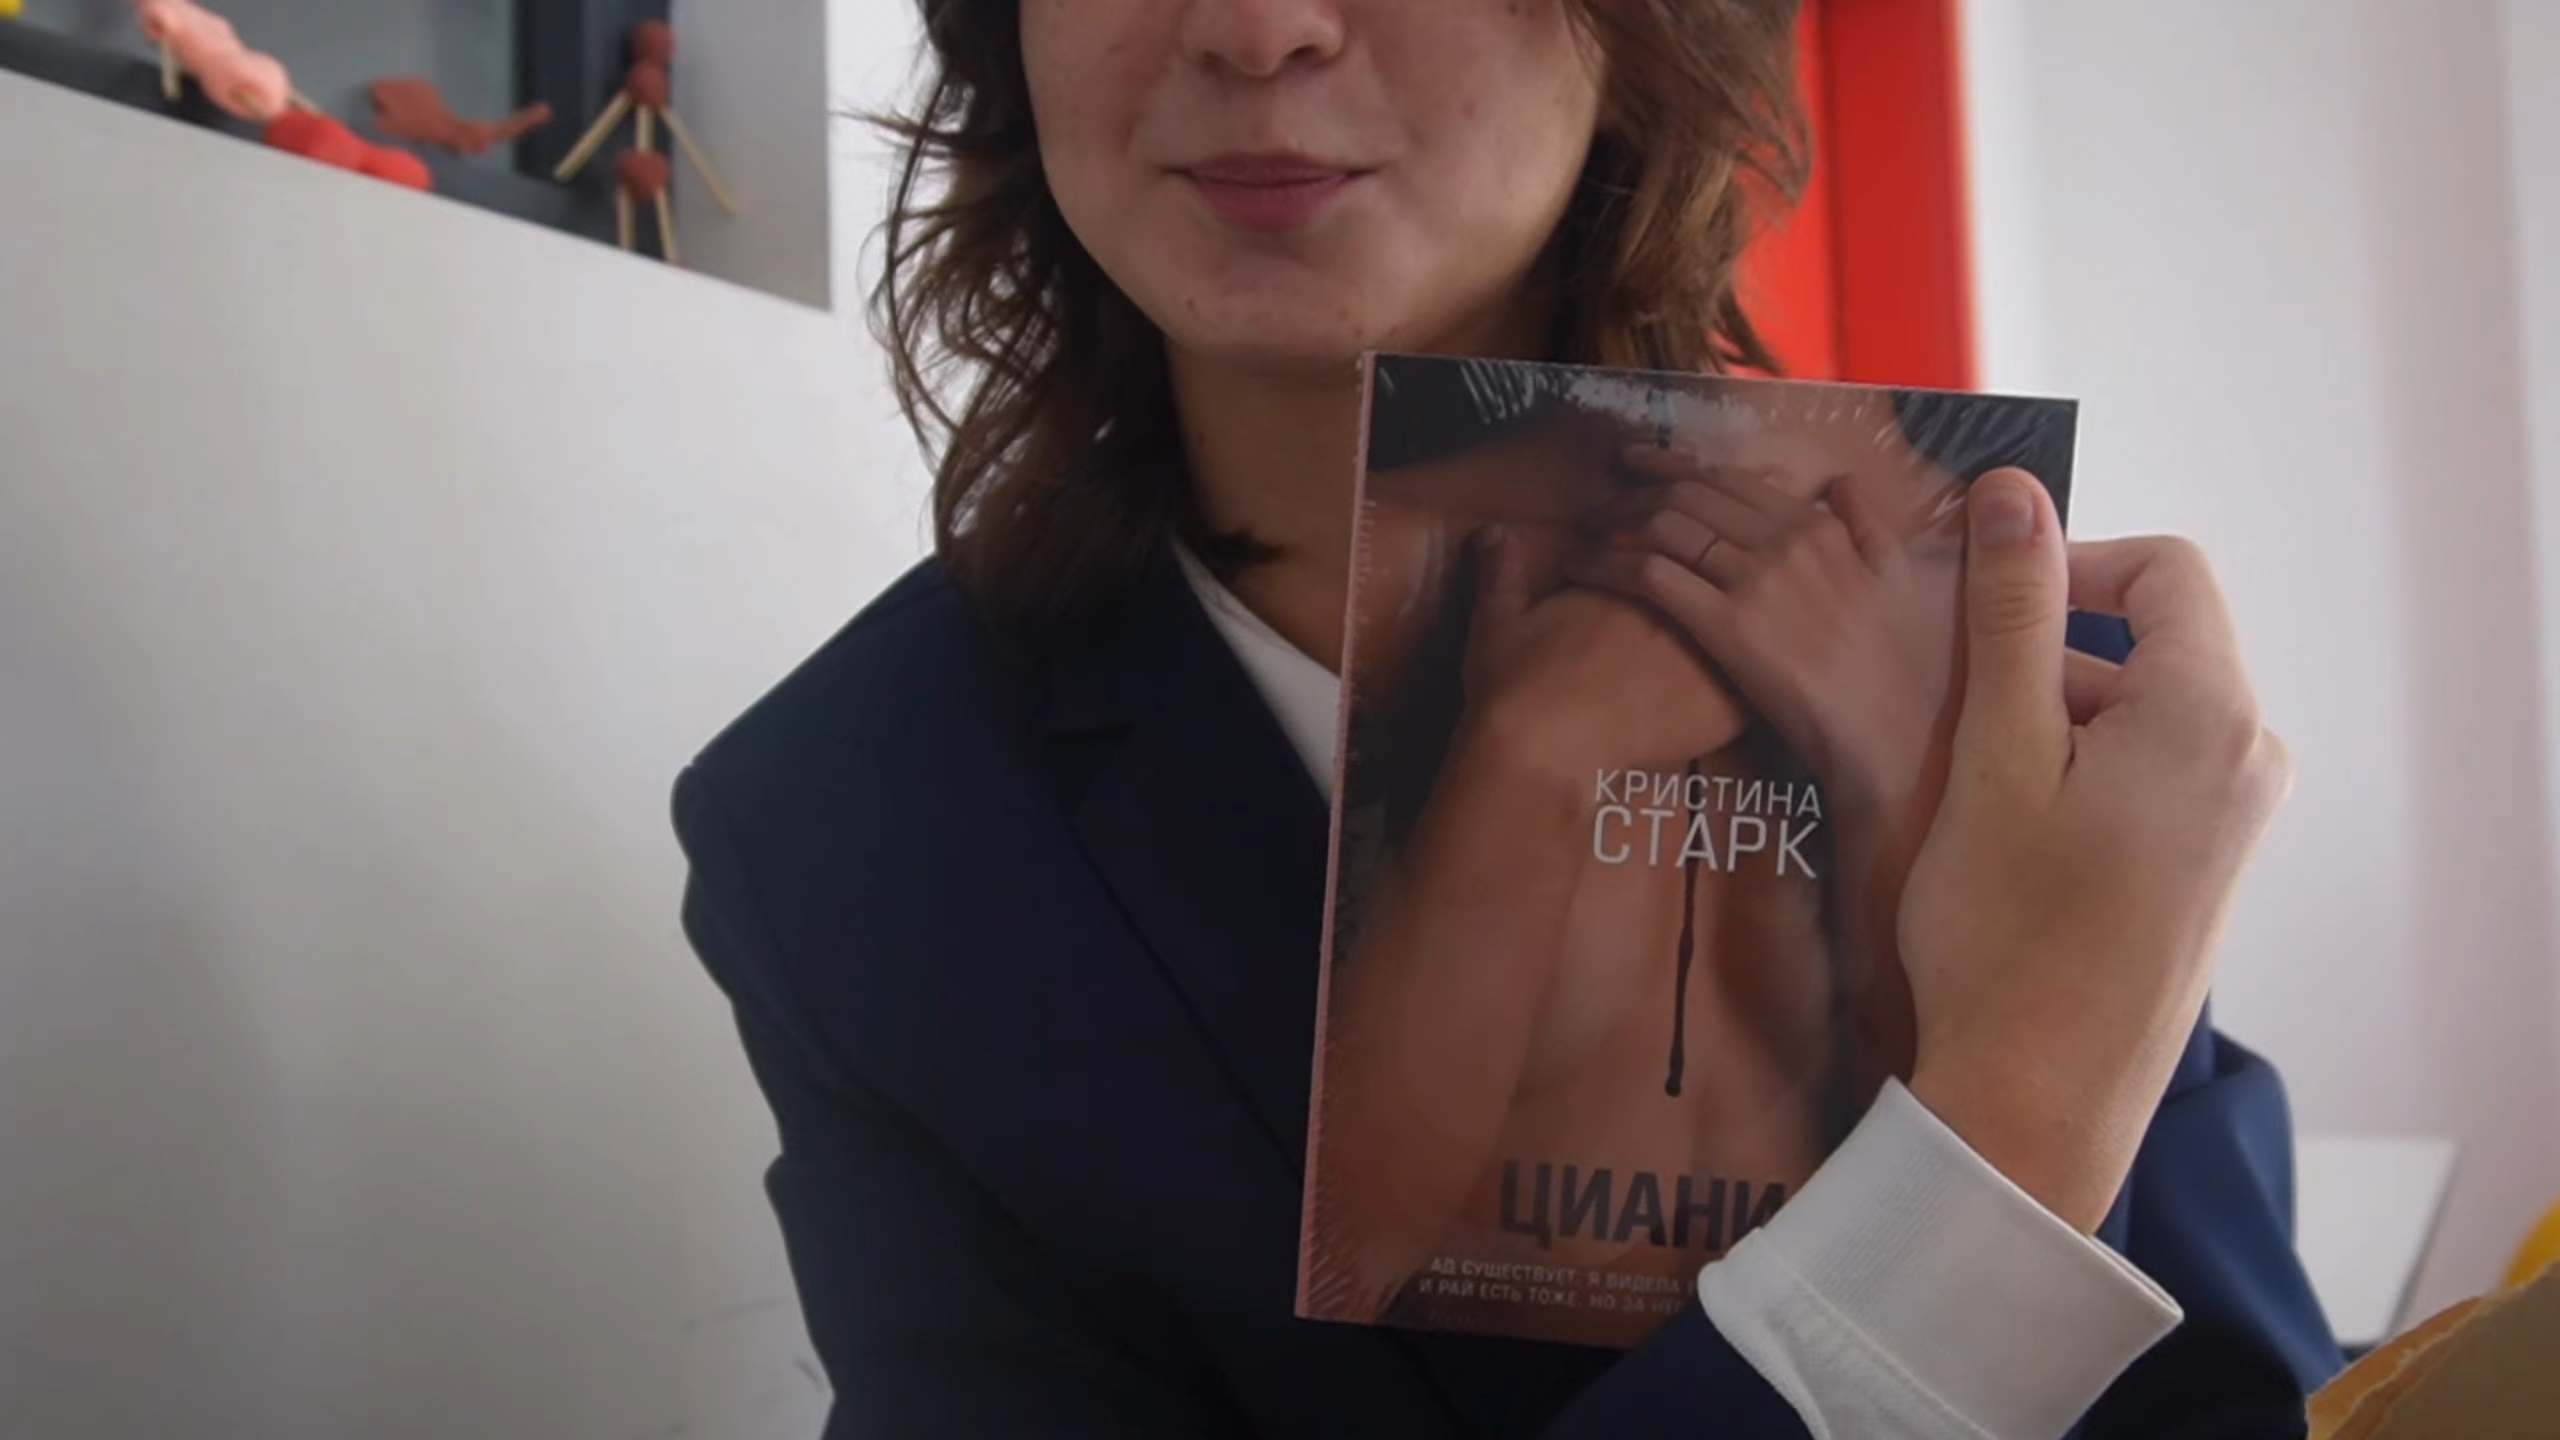 КРИСТИНА
СТАРК
ЦИАНИ
АД СУЩЕСТВУЕТ. Я ВИДЕЛА
И РАЙ ЕСТЬ ТОЖЕ. НО ЗА